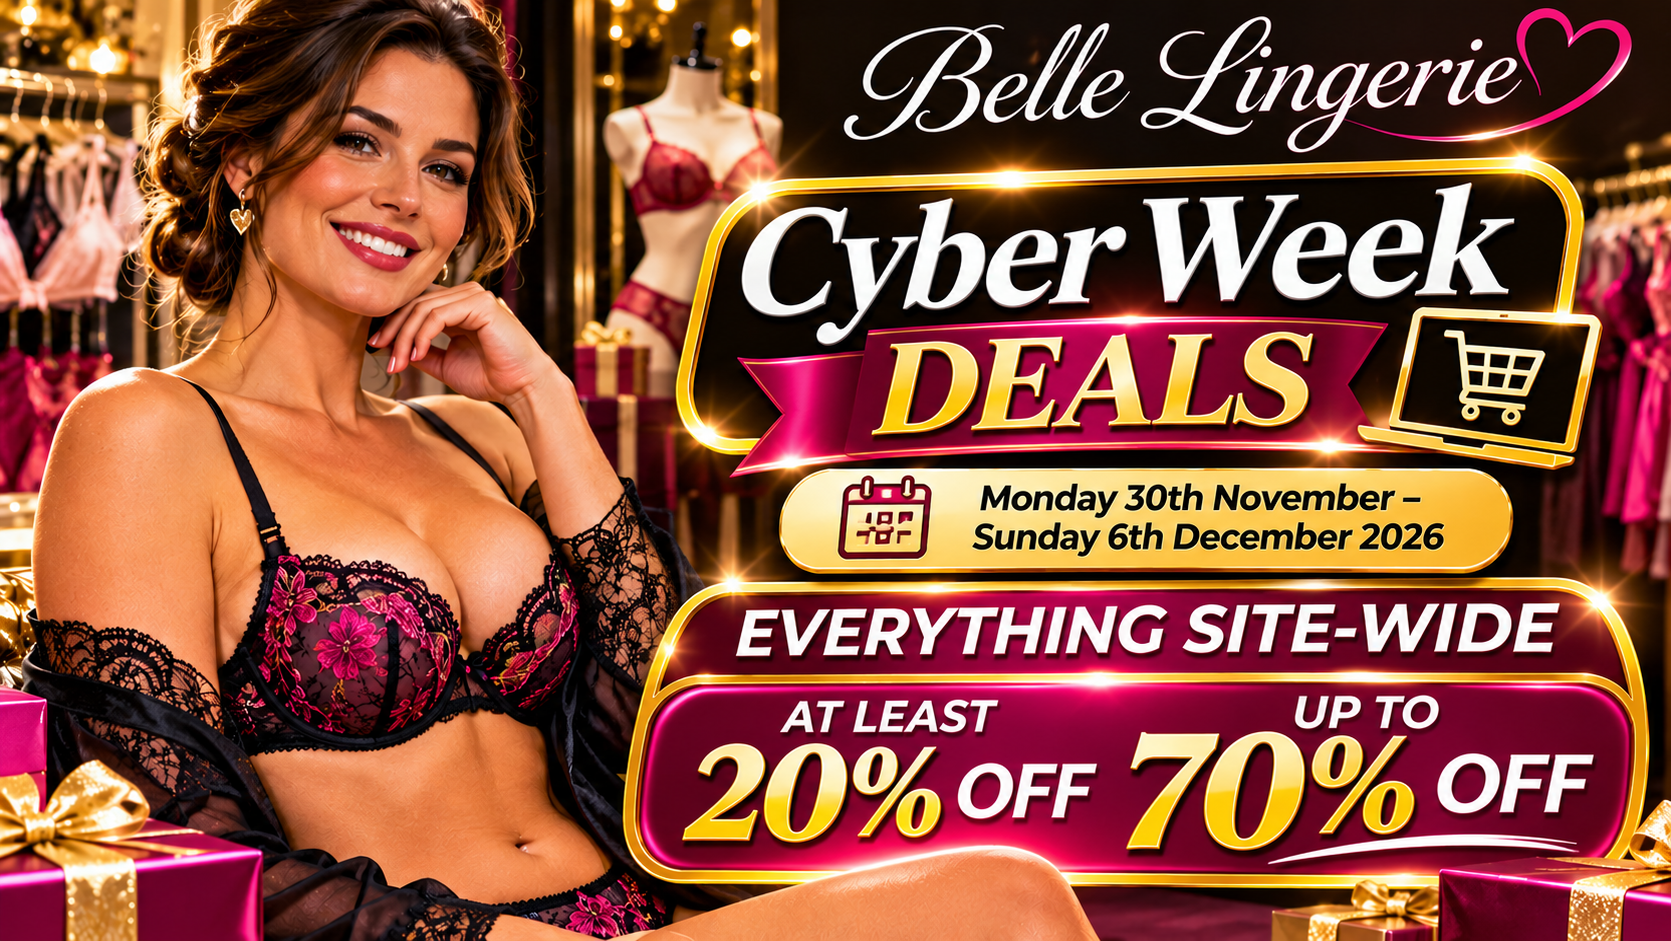 Belle Lingerie
Cyber Week
DEALS
Monday 30th November –
Sunday 6th December 2026
EVERYTHING SITE-WIDE
AT LEAST
20% OFF
UP TO
70% OFF